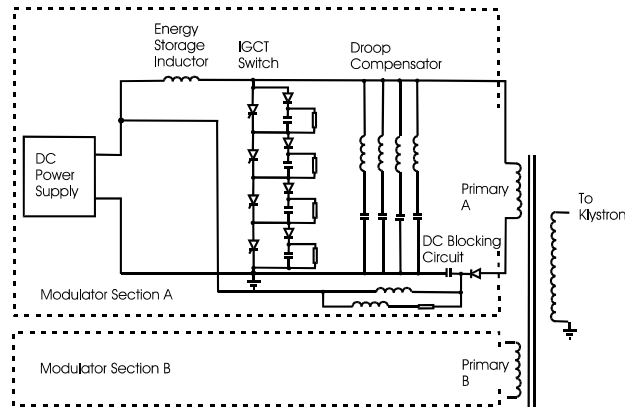 Energy
Storage
Inductor
IGCT
Switch
Droop
Compensator
DC
Power
Supply
Primary
A
To
Klystron
DC Blocking
Circuit
Modulator Section A
Modulator Section B
Primary
B